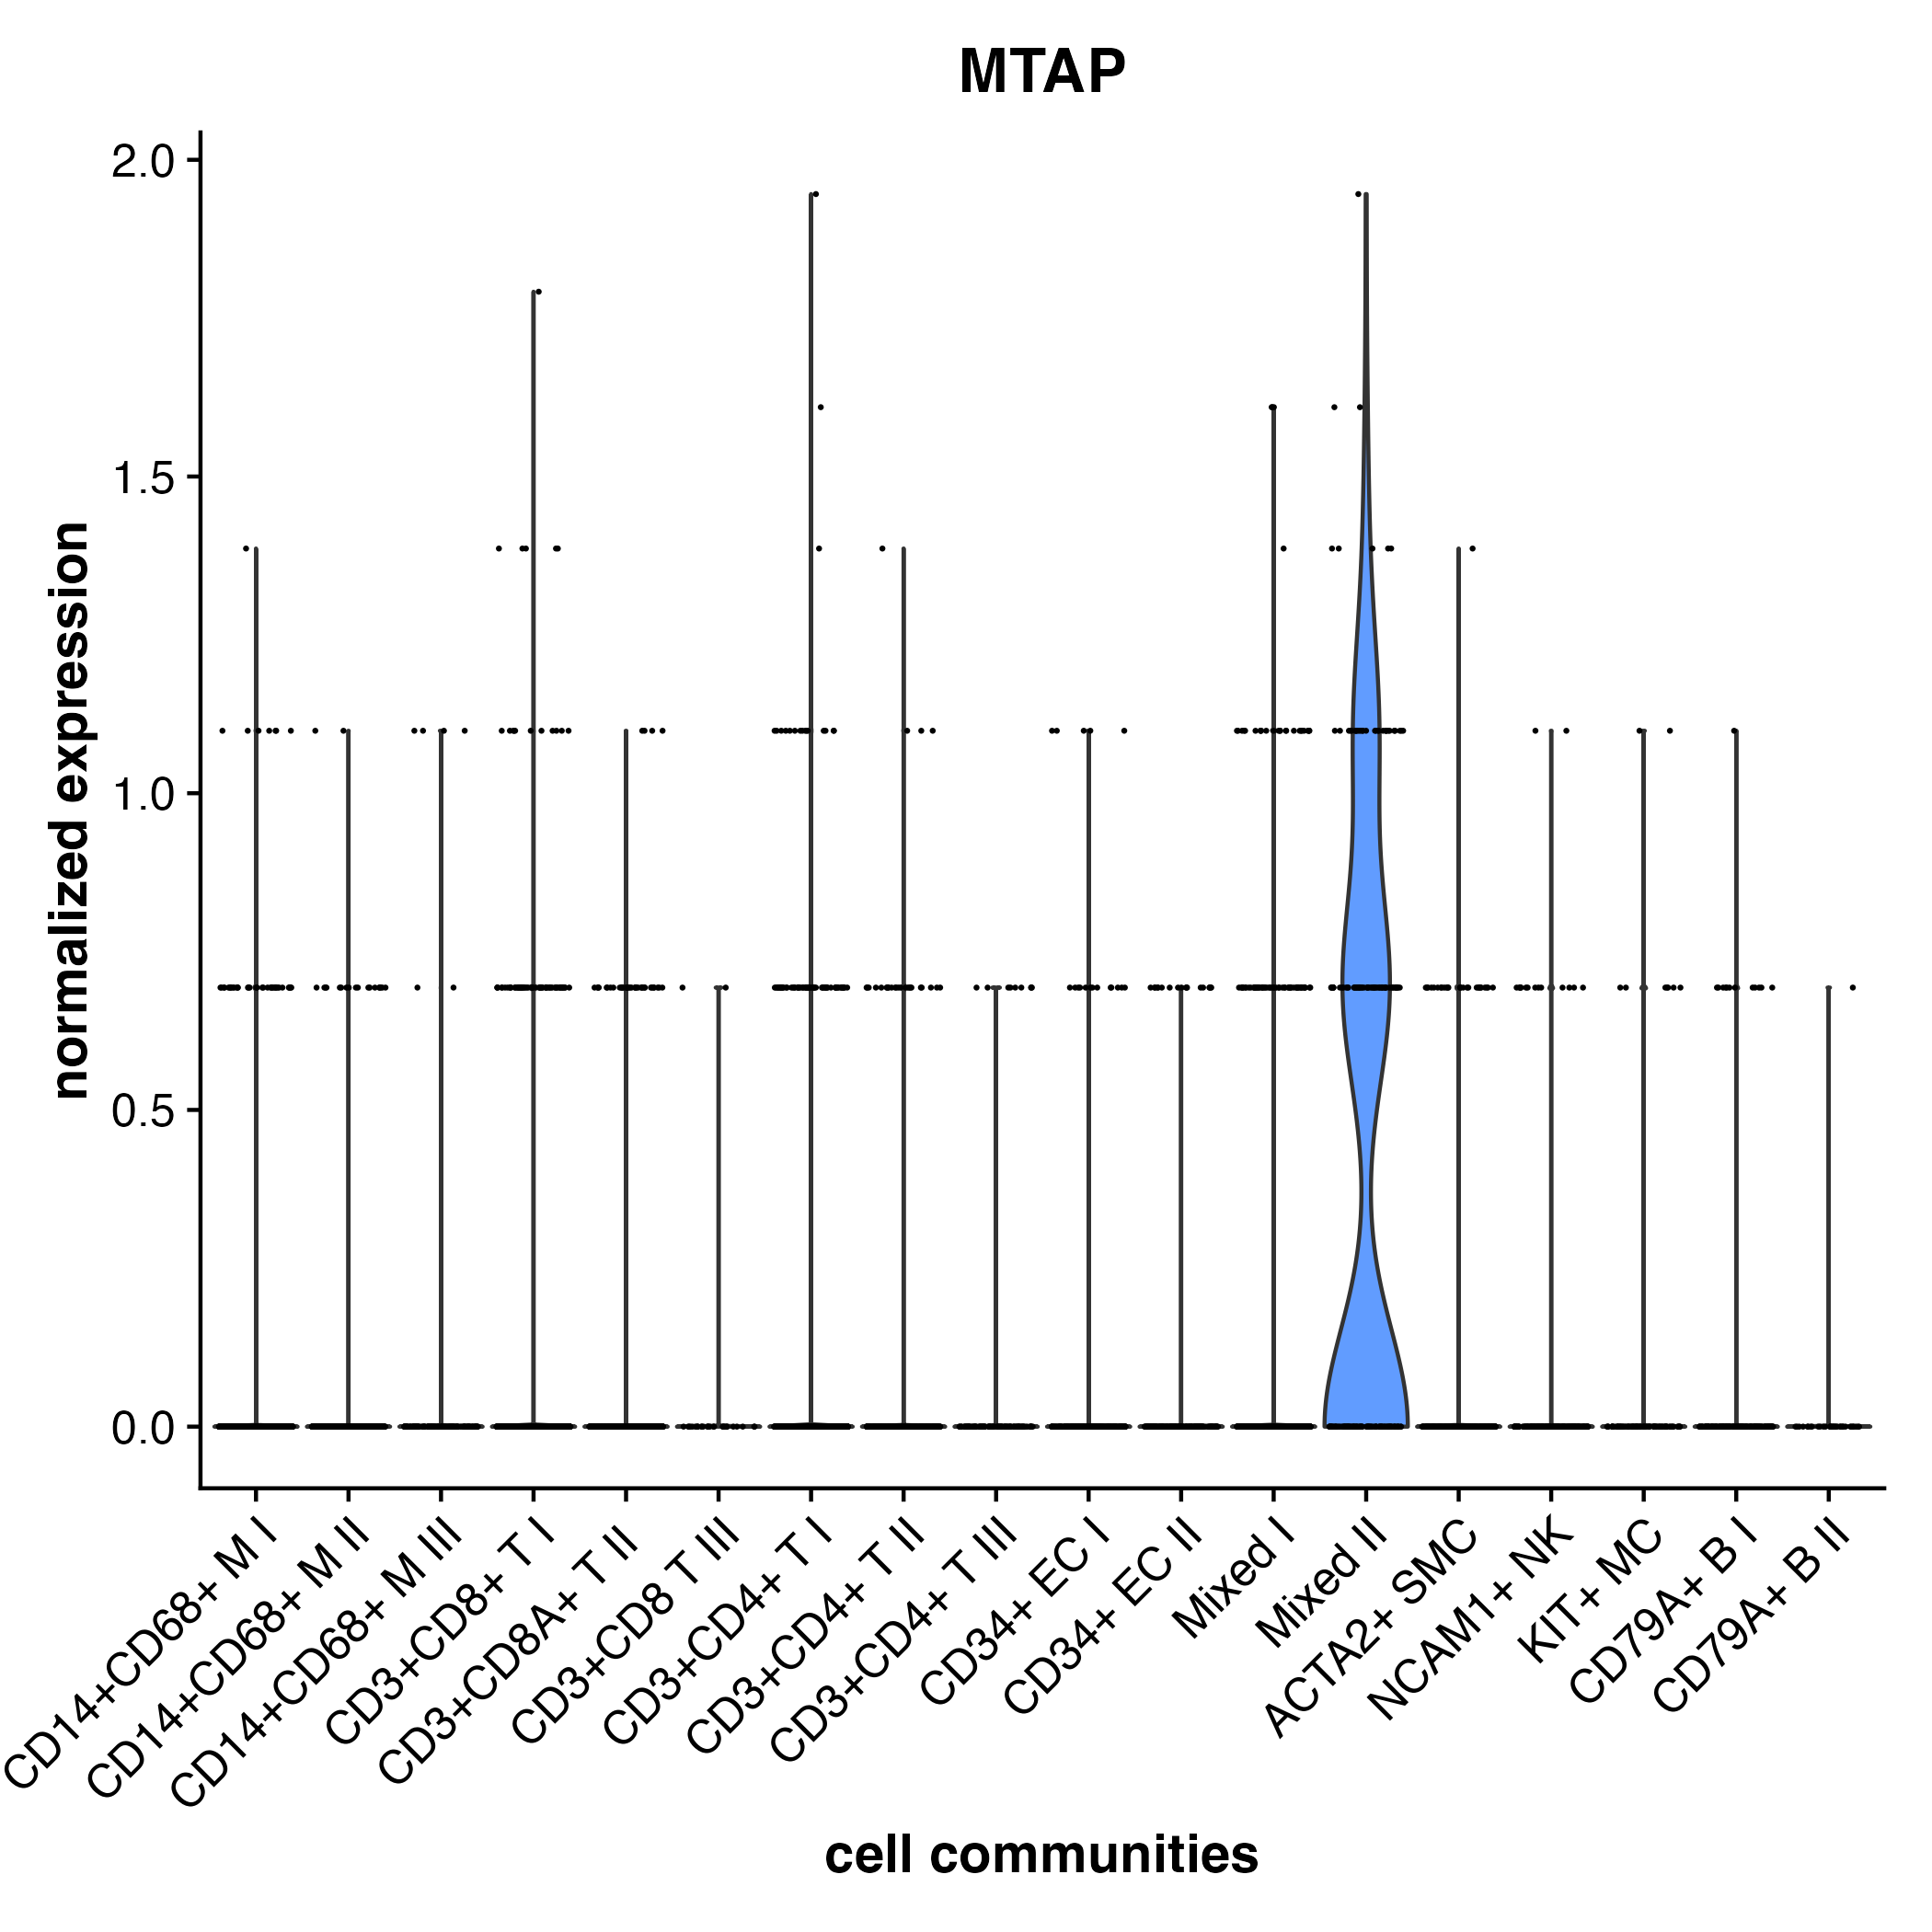 MTAP
2.0
1.5
1.0
0.5
0.0
normalized expression
CD14+CD68+ M I
CD14+CD68+ M II
CD14+CD68+ M III
CD3+CD8+ T I
CD3+CD8A+ T II
CD3+CD8 T III
CD3+CD4+ T I
CD3+CD4+ T II
CD3+CD4+ T III
CD34+ EC I
CD34+ EC II
Mixed I
Mixed II
ACTA2+ SMC
NCAM1+ NK
KIT+ MC
CD79A+ B I
CD79A+ B II
cell communities